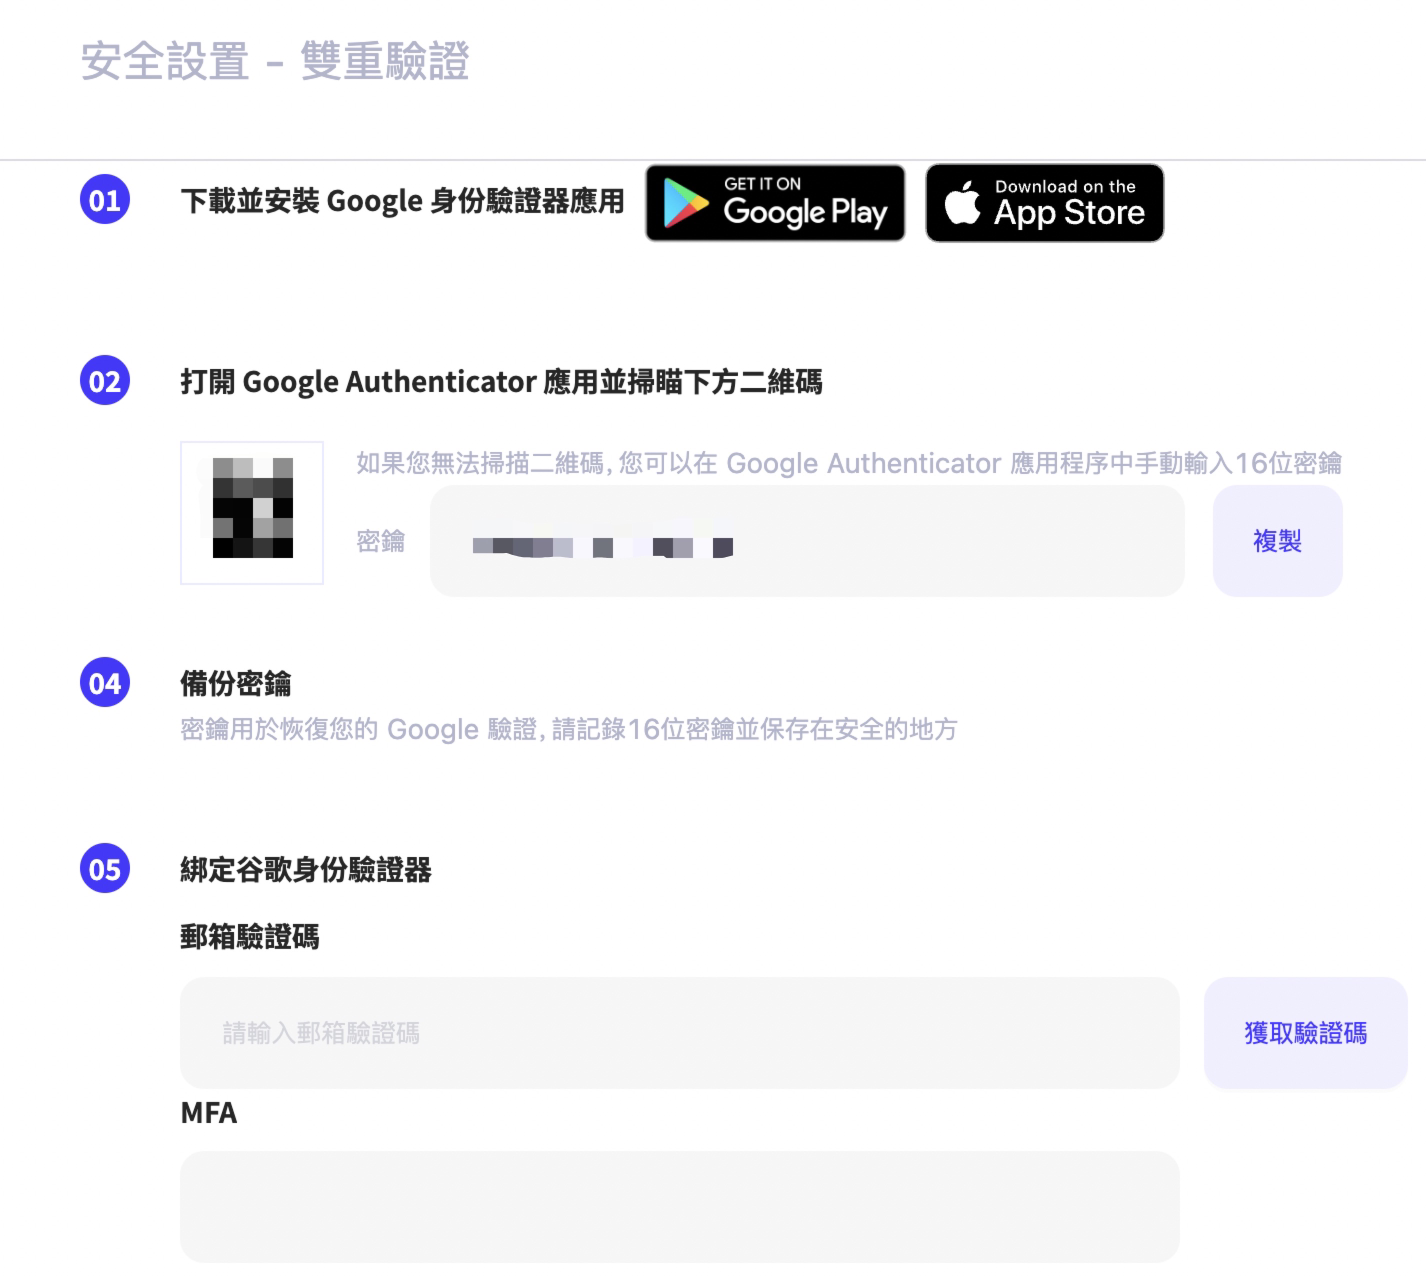 安全設置 - 雙重驗證
01
下載並安裝 Google 身份驗證器應用
GET IT ON
Google Play
Download on the
App Store
02
打開 Google Authenticator 應用並掃瞄下方二維碼
如果您無法掃描二維碼, 您可以在 Google Authenticator 應用程序中手動輸入16位密鑰
密鑰
複製
04
備份密鑰
密鑰用於恢復您的 Google 驗證, 請記錄16位密鑰並保存在安全的地方
05
綁定谷歌身份驗證器
郵箱驗證碼
請輸入郵箱驗證碼
獲取驗證碼
MFA